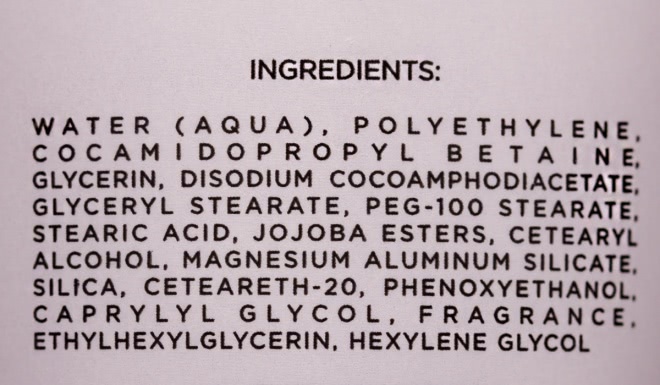 INGREDIENTS:
WATER (AQUA), POLYETHYLENE,
COCAMIDOPROPYL BETAINE,
GLYCERIN, DISODIUM COCOAMPHODIACETATE,
GLYCERYL STEARATE, PEG-100 STEARATE,
STEARIC ACID, JOJOBA ESTERS, CETEARYL
ALCOHOL, MAGNESIUM ALUMINUM SILICATE,
SILICA, CETEARETH-20, PHENOXYETHANOL,
CAPRYLYL GLYCOL, FRAGRANCE,
ETHYLHEXYLGLYCERIN, HEXYLENE GLYCOL